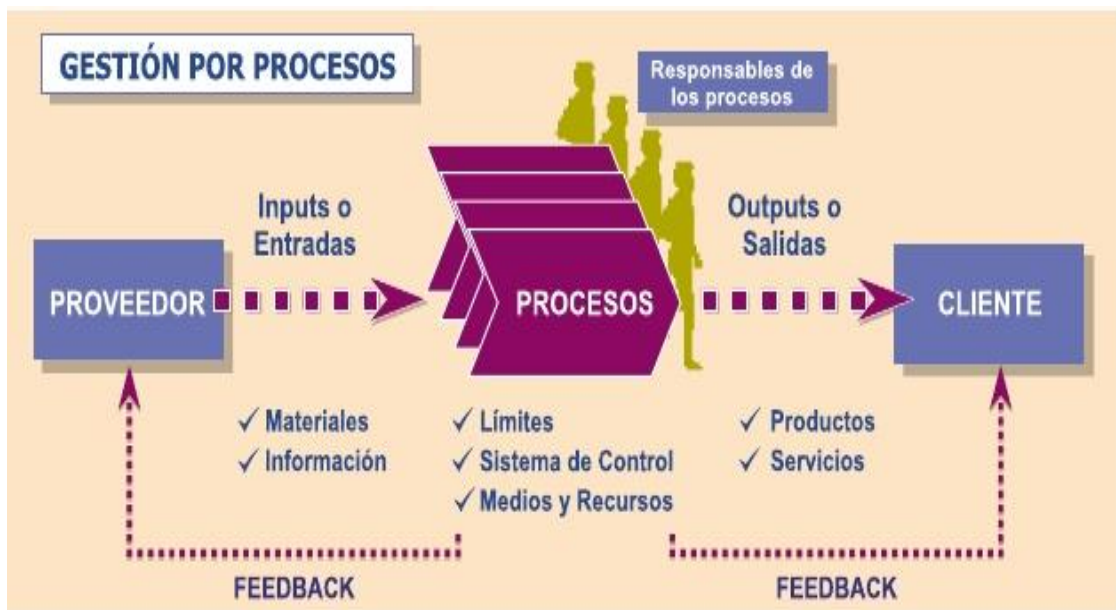 GESTIÓN POR PROCESOS
Responsables de
los procesos
Inputs o
Entradas
Outputs o
Salidas
PROVEEDOR
PROCESOS
CLIENTE
✓ Materiales
✓ Información
✓ Límites
✓ Sistema de Control
✓ Medios y Recursos
✓ Productos
✓ Servicios
FEEDBACK
FEEDBACK